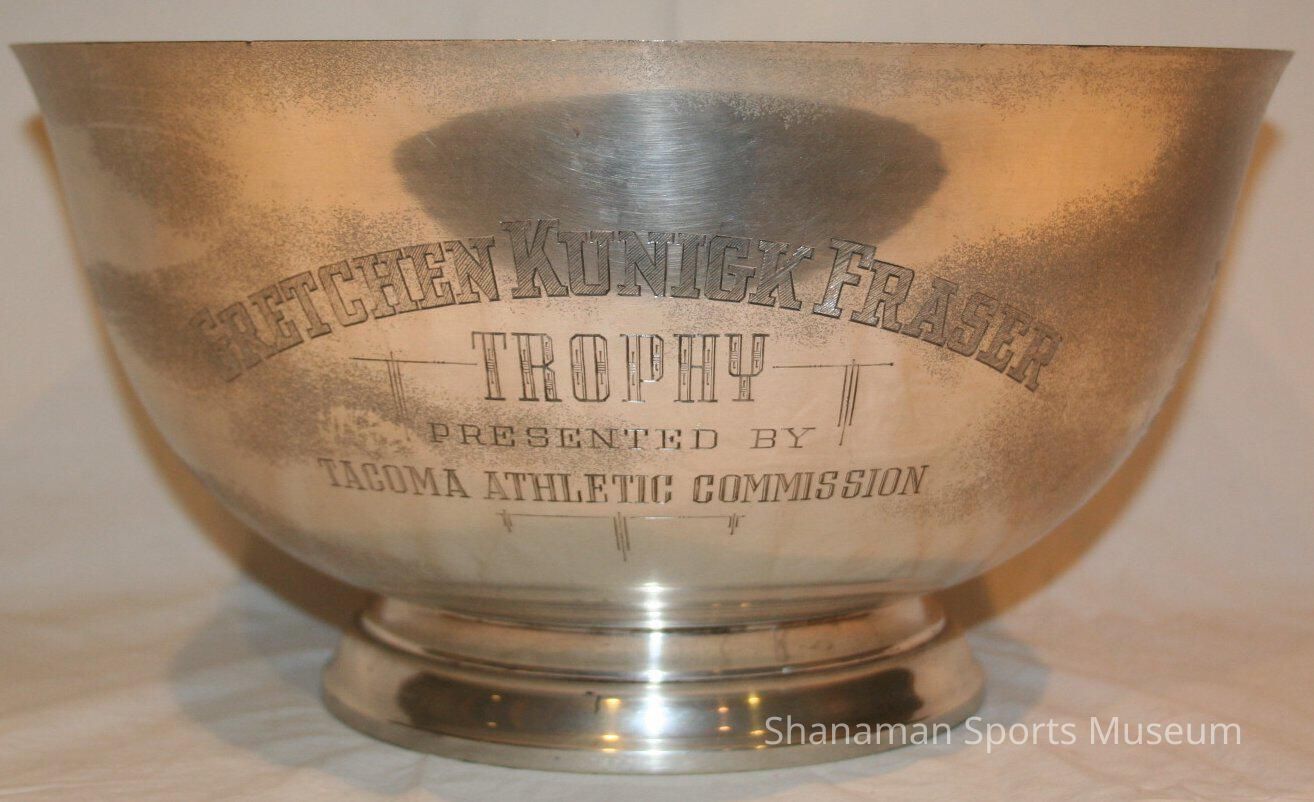 GRETCHEN KUNIGK FRASER
TROPHY
PRESENTED BY
TACOMA ATHLETIC COMMISSION
Shanaman Sports Museum